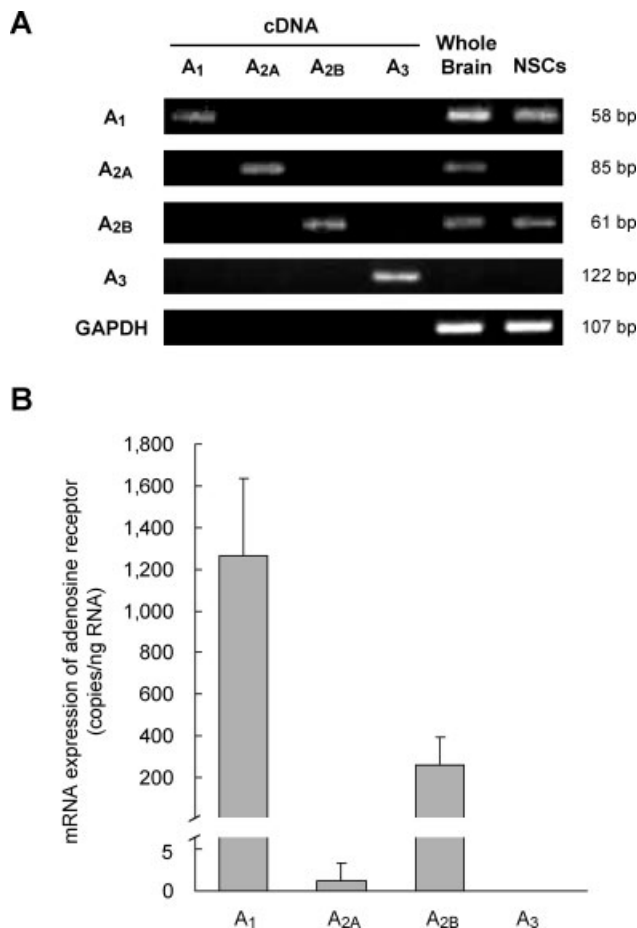 A
cDNA
Whole
Brain
NSCs
A1 A2A A2B A3
A1 58 bp
A2A 85 bp
A2B 61 bp
A3 122 bp
GAPDH 107 bp
B
mRNA expression of adenosine receptor
(copies/ng RNA)
1,800
1,600
1,400
1,200
1,000
800
600
400
200
5
0
A1 A2A A2B A3